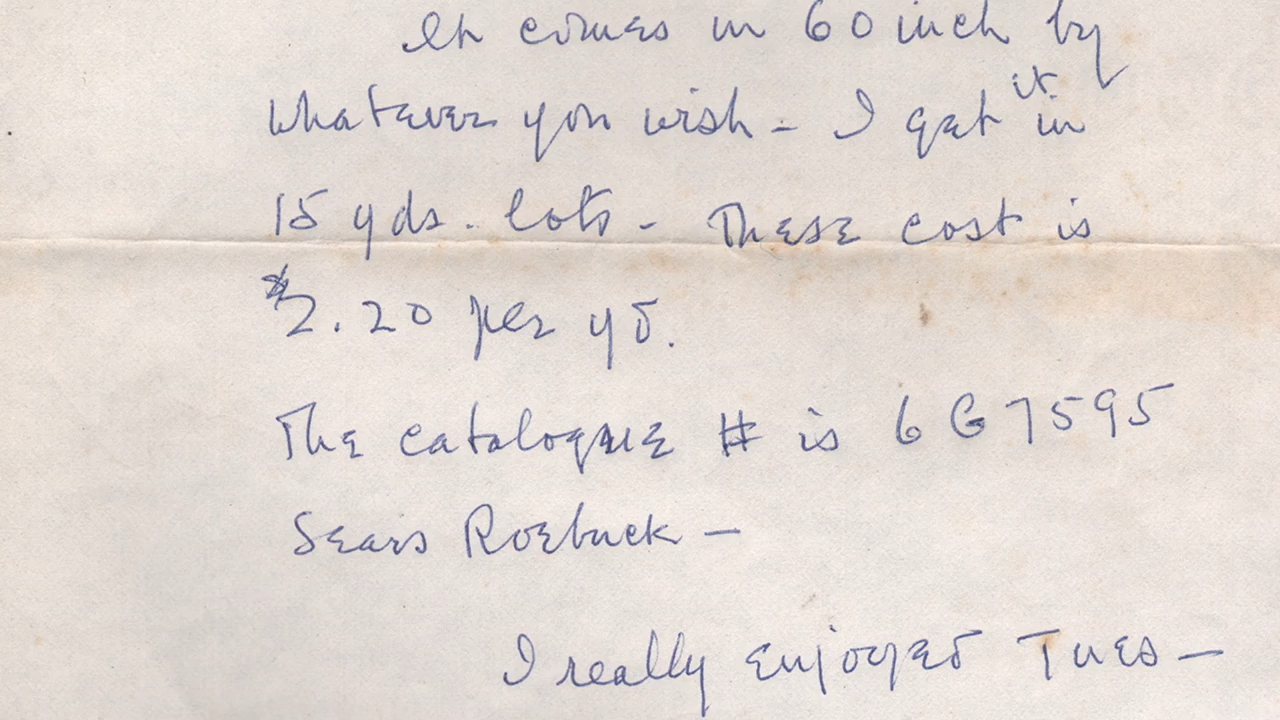 It comes in 60 inch by
whatever you wish - I get it in
15 yds. lots - These cost is
$2.20 per yd.
The catalogue # is 6G7595
Sears Roebuck —
I really enjoyed Tues —